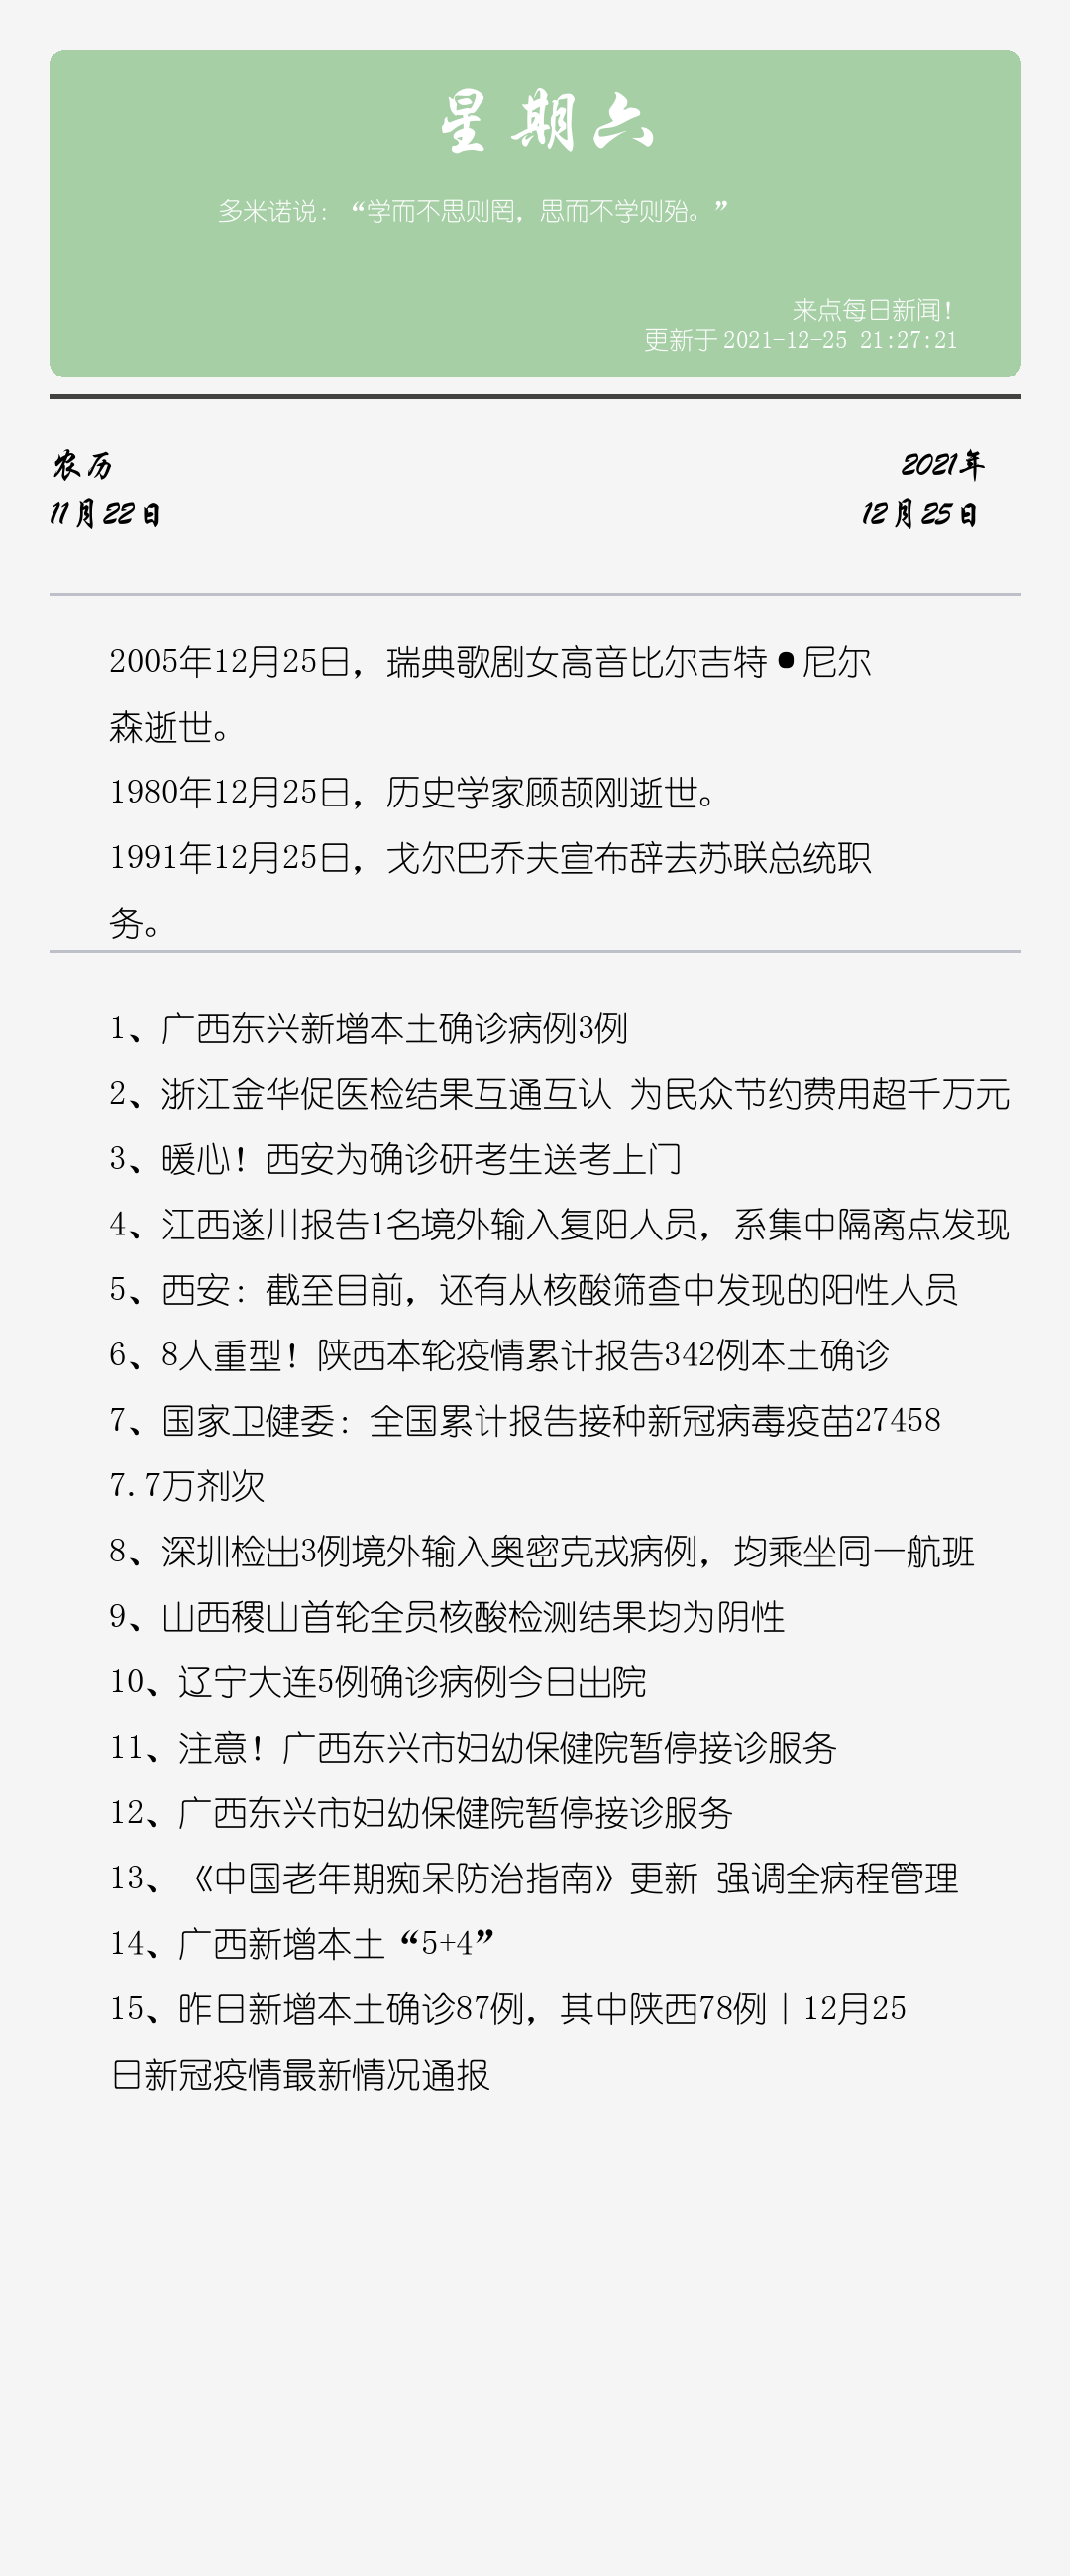 星期六
多米诺说：“学而不思则罔，思而不学则殆。”
来点每日新闻！
更新于2021-12-25 21:27:21
农历 2021年
11月22日 12月25日
2005年12月25日，瑞典歌剧女高音比尔吉特•尼尔
森逝世。
1980年12月25日，历史学家顾颉刚逝世。
1991年12月25日，戈尔巴乔夫宣布辞去苏联总统职
务。
1、广西东兴新增本土确诊病例3例
2、浙江金华促医检结果互通互认 为民众节约费用超千万元
3、暖心！西安为确诊研考生送考上门
4、江西遂川报告1名境外输入复阳人员，系集中隔离点发现
5、西安：截至目前，还有从核酸筛查中发现的阳性人员
6、8人重型！陕西本轮疫情累计报告342例本土确诊
7、国家卫健委：全国累计报告接种新冠病毒疫苗27458
7.7万剂次
8、深圳检出3例境外输入奥密克戎病例，均乘坐同一航班
9、山西稷山首轮全员核酸检测结果均为阴性
10、辽宁大连5例确诊病例今日出院
11、注意！广西东兴市妇幼保健院暂停接诊服务
12、广西东兴市妇幼保健院暂停接诊服务
13、《中国老年期痴呆防治指南》更新 强调全病程管理
14、广西新增本土“5+4”
15、昨日新增本土确诊87例，其中陕西78例丨12月25
日新冠疫情最新情况通报